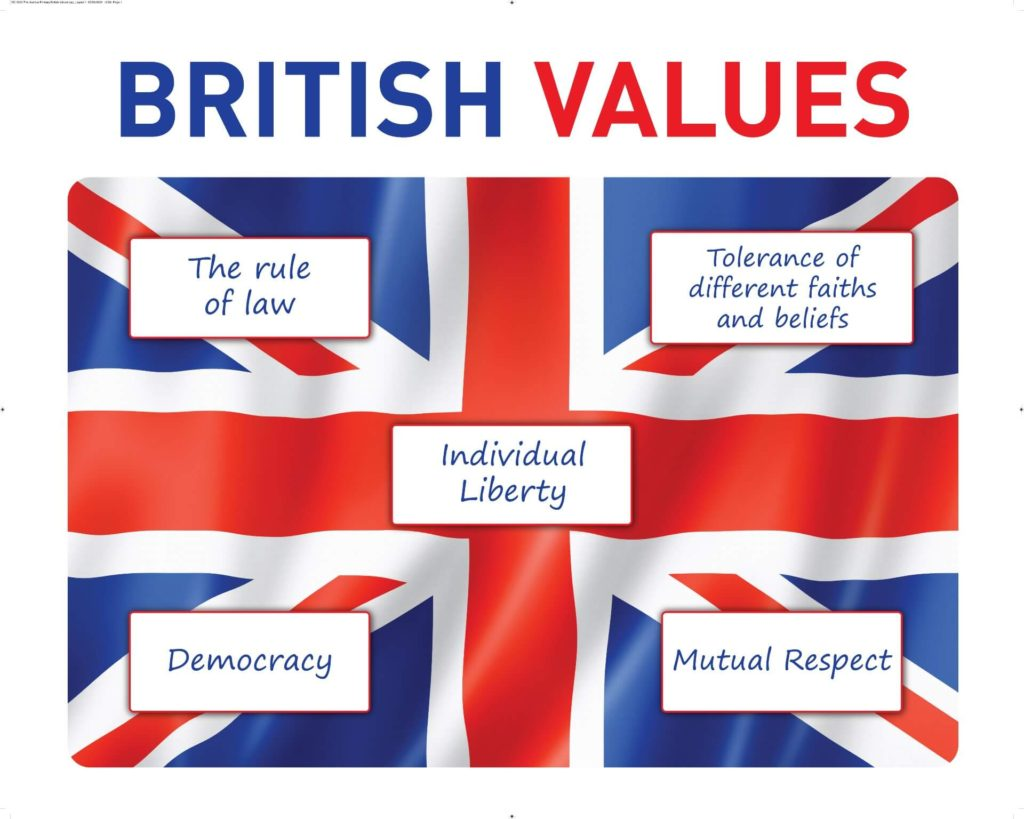 BRITISH VALUES
The rule
of law
Tolerance of
different faiths
and beliefs
Individual
Liberty
Democracy
Mutual Respect